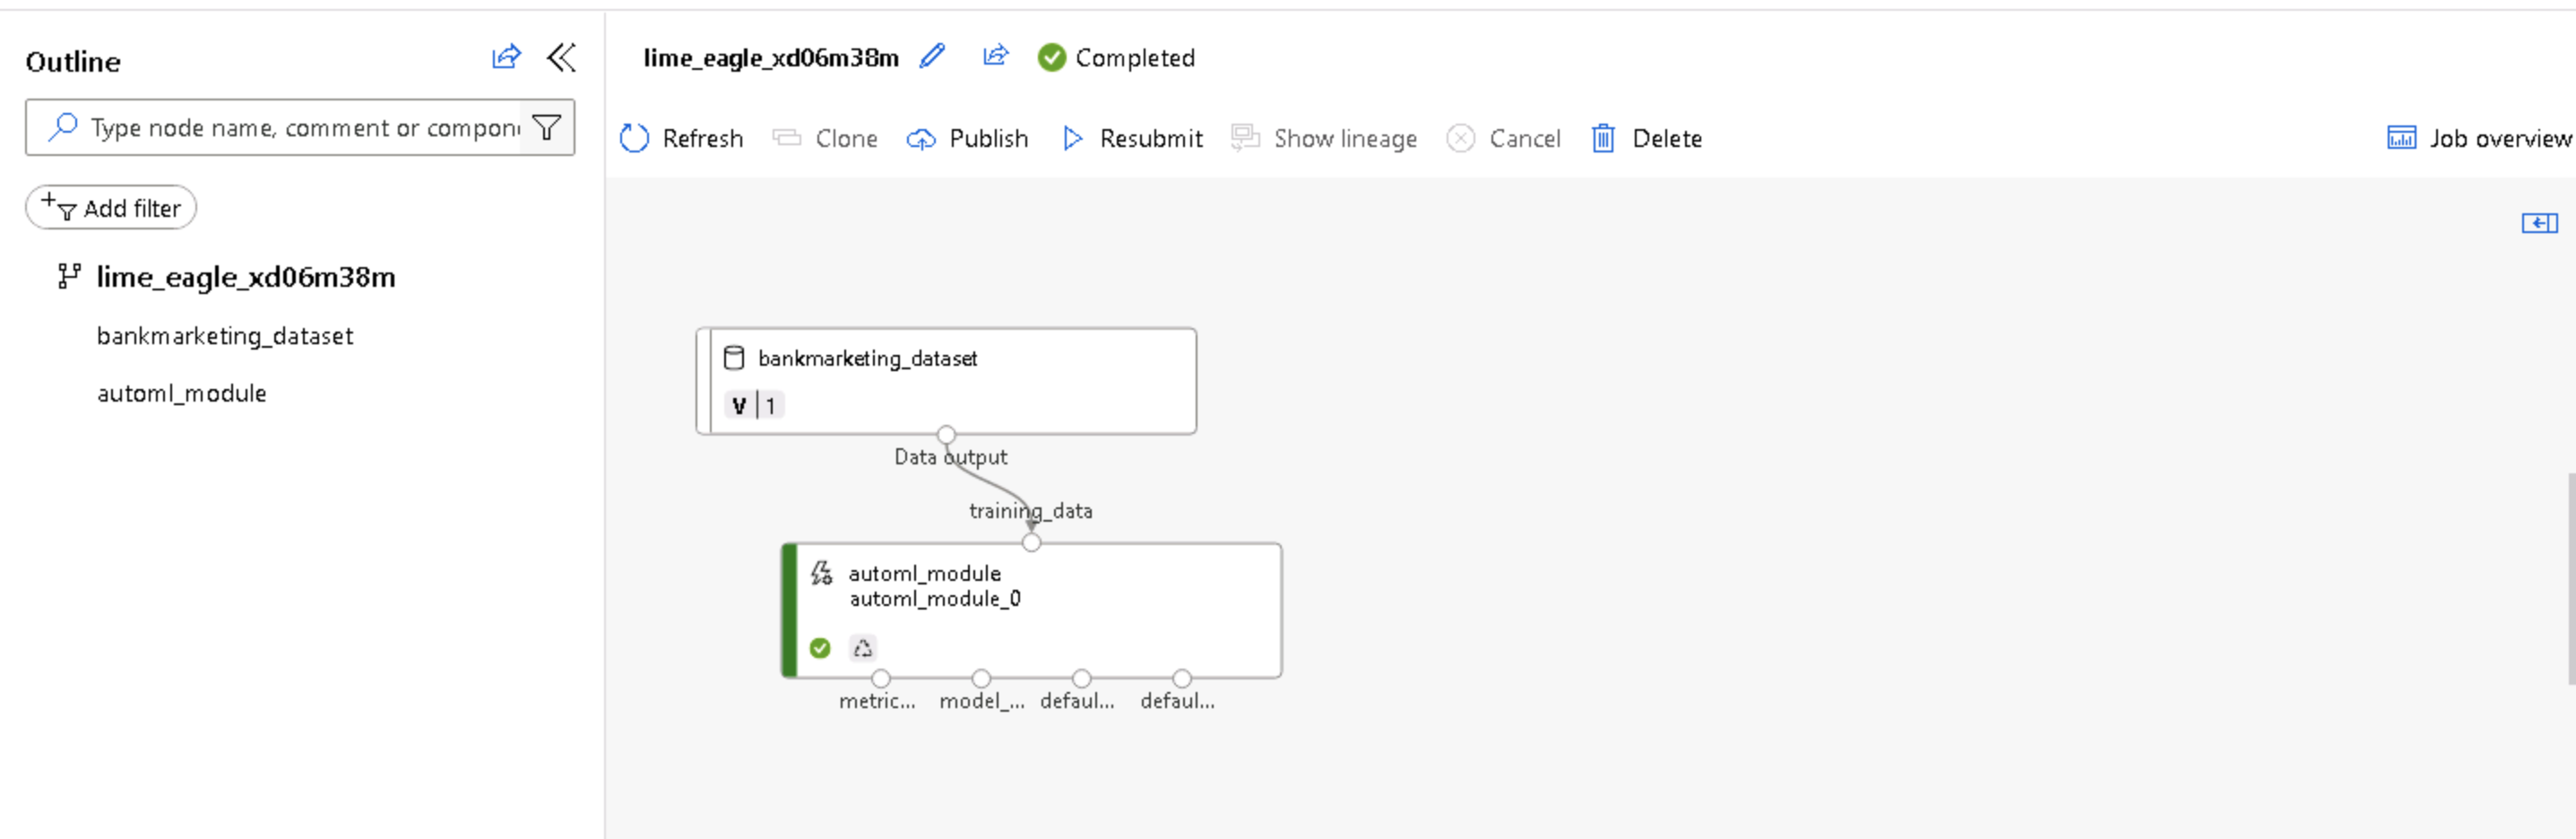 Outline
Type node name, comment or compon
Add filter
lime_eagle_xd06m38m
bankmarketing_dataset
automl_module
lime_eagle_xd06m38m
Completed
Refresh
Clone
Publish
Resubmit
Show lineage
Cancel
Delete
Job overview
bankmarketing_dataset
V | 1
Data output
training_data
automl_module
automl_module_0
metric...
model_...
defaul...
defaul...